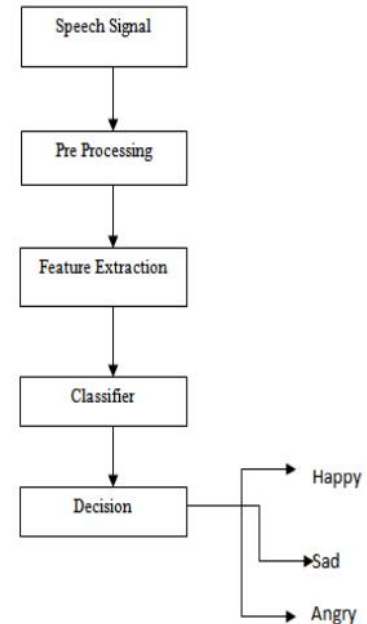 Speech Signal
Pre Processing
Feature Extraction
Classifier
Decision
Happy
Sad
Angry